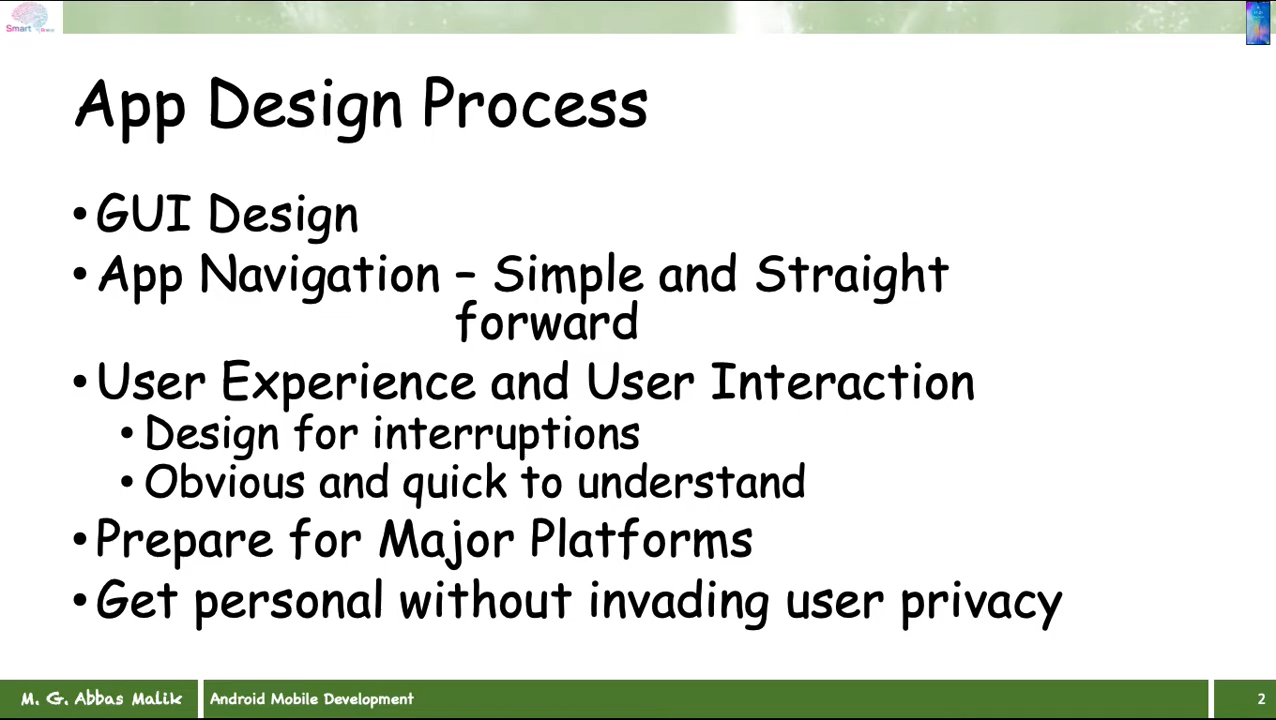 Smart
App Design Process
• GUI Design
• App Navigation – Simple and Straight
forward
• User Experience and User Interaction
• Design for interruptions
• Obvious and quick to understand
• Prepare for Major Platforms
• Get personal without invading user privacy
M. G. Abbas Malik
Android Mobile Development
2